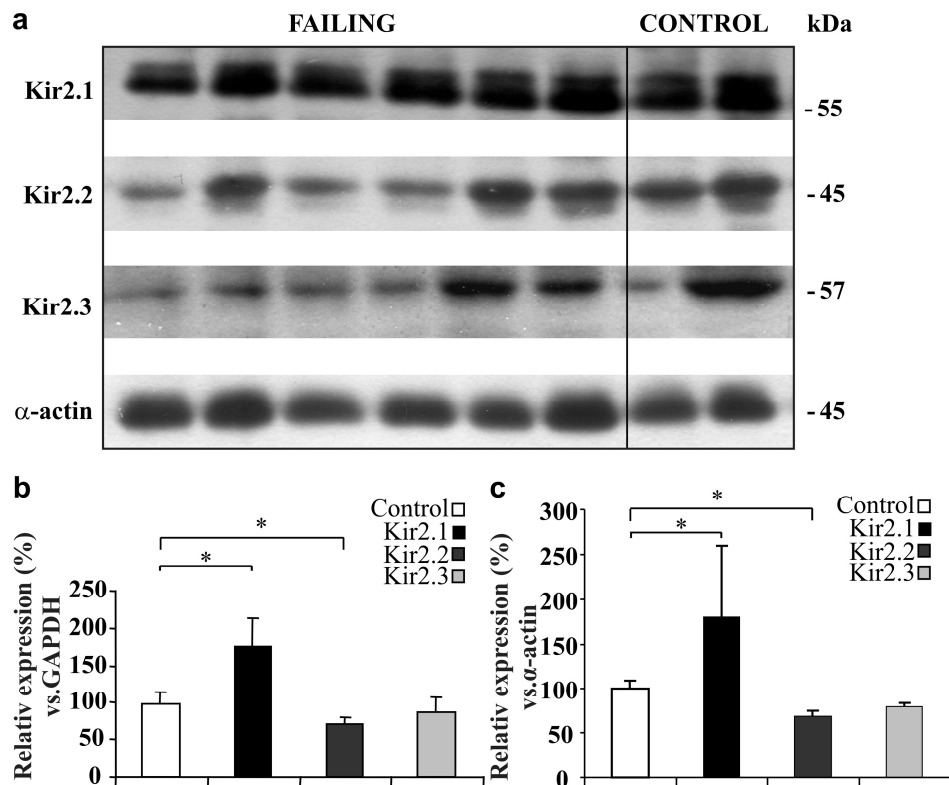 a
FAILING CONTROL kDa
Kir2.1
- 55
Kir2.2
- 45
Kir2.3
- 57
α-actin
- 45
b
Control
Kir2.1
Kir2.2
Kir2.3
*
*
Relativ expression (%)
vs.GAPDH
250
200
150
100
50
0
c
Control
Kir2.1
Kir2.2
Kir2.3
*
*
Relativ expression (%)
vs.α-actin
300
250
200
150
100
50
0